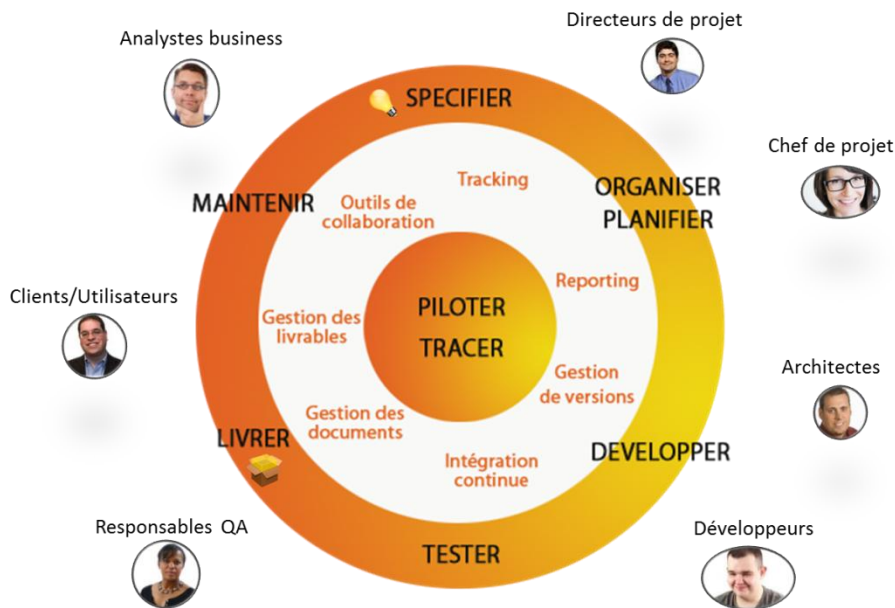 Directeurs de projet
Analystes business
SPECIFIER
Chef de projet
Tracking
ORGANISER
PLANIFIER
MAINTENIR
Outils de
collaboration
Reporting
Clients/Utilisateurs
PILOTER
TRACER
Gestion des
livrables
Gestion
de versions
Architectes
Gestion des
documents
LIVRER
DEVELOPPER
Intégration
continue
Responsables QA
Développeurs
TESTER